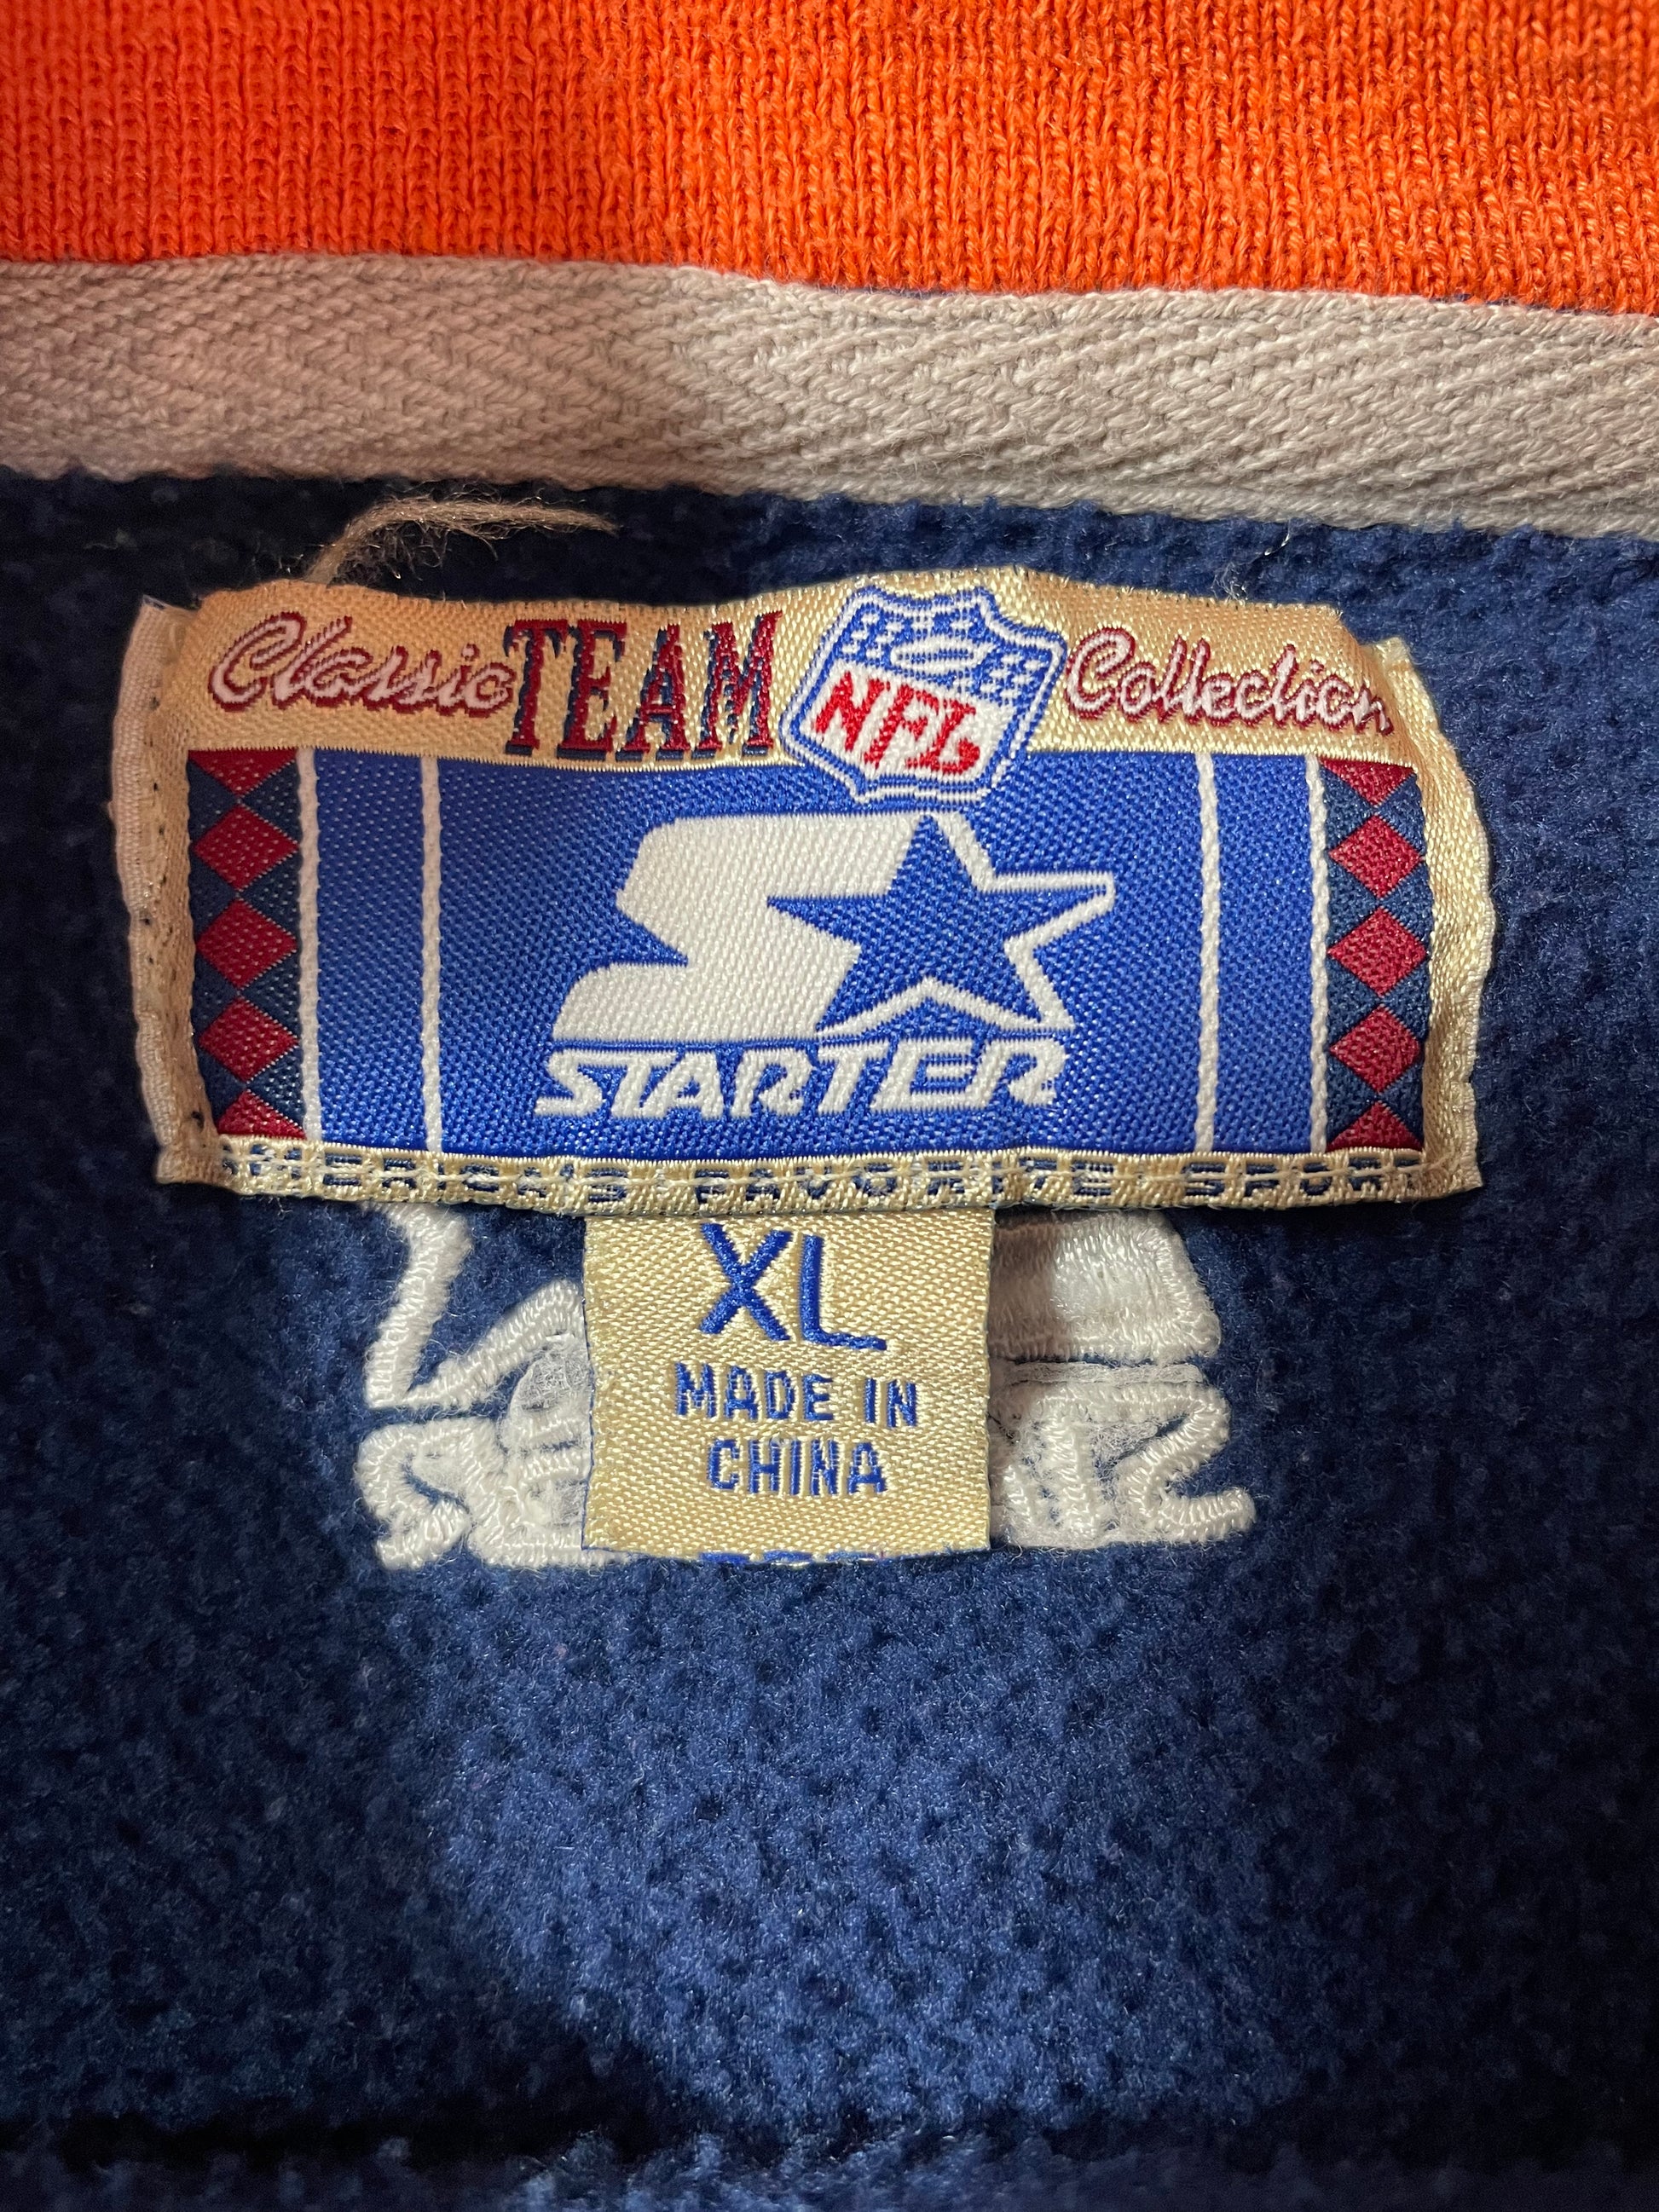 Classic TEAM NFL Collection
STARTER
AMERICA'S FAVORITE SPORT
XL
MADE IN
CHINA